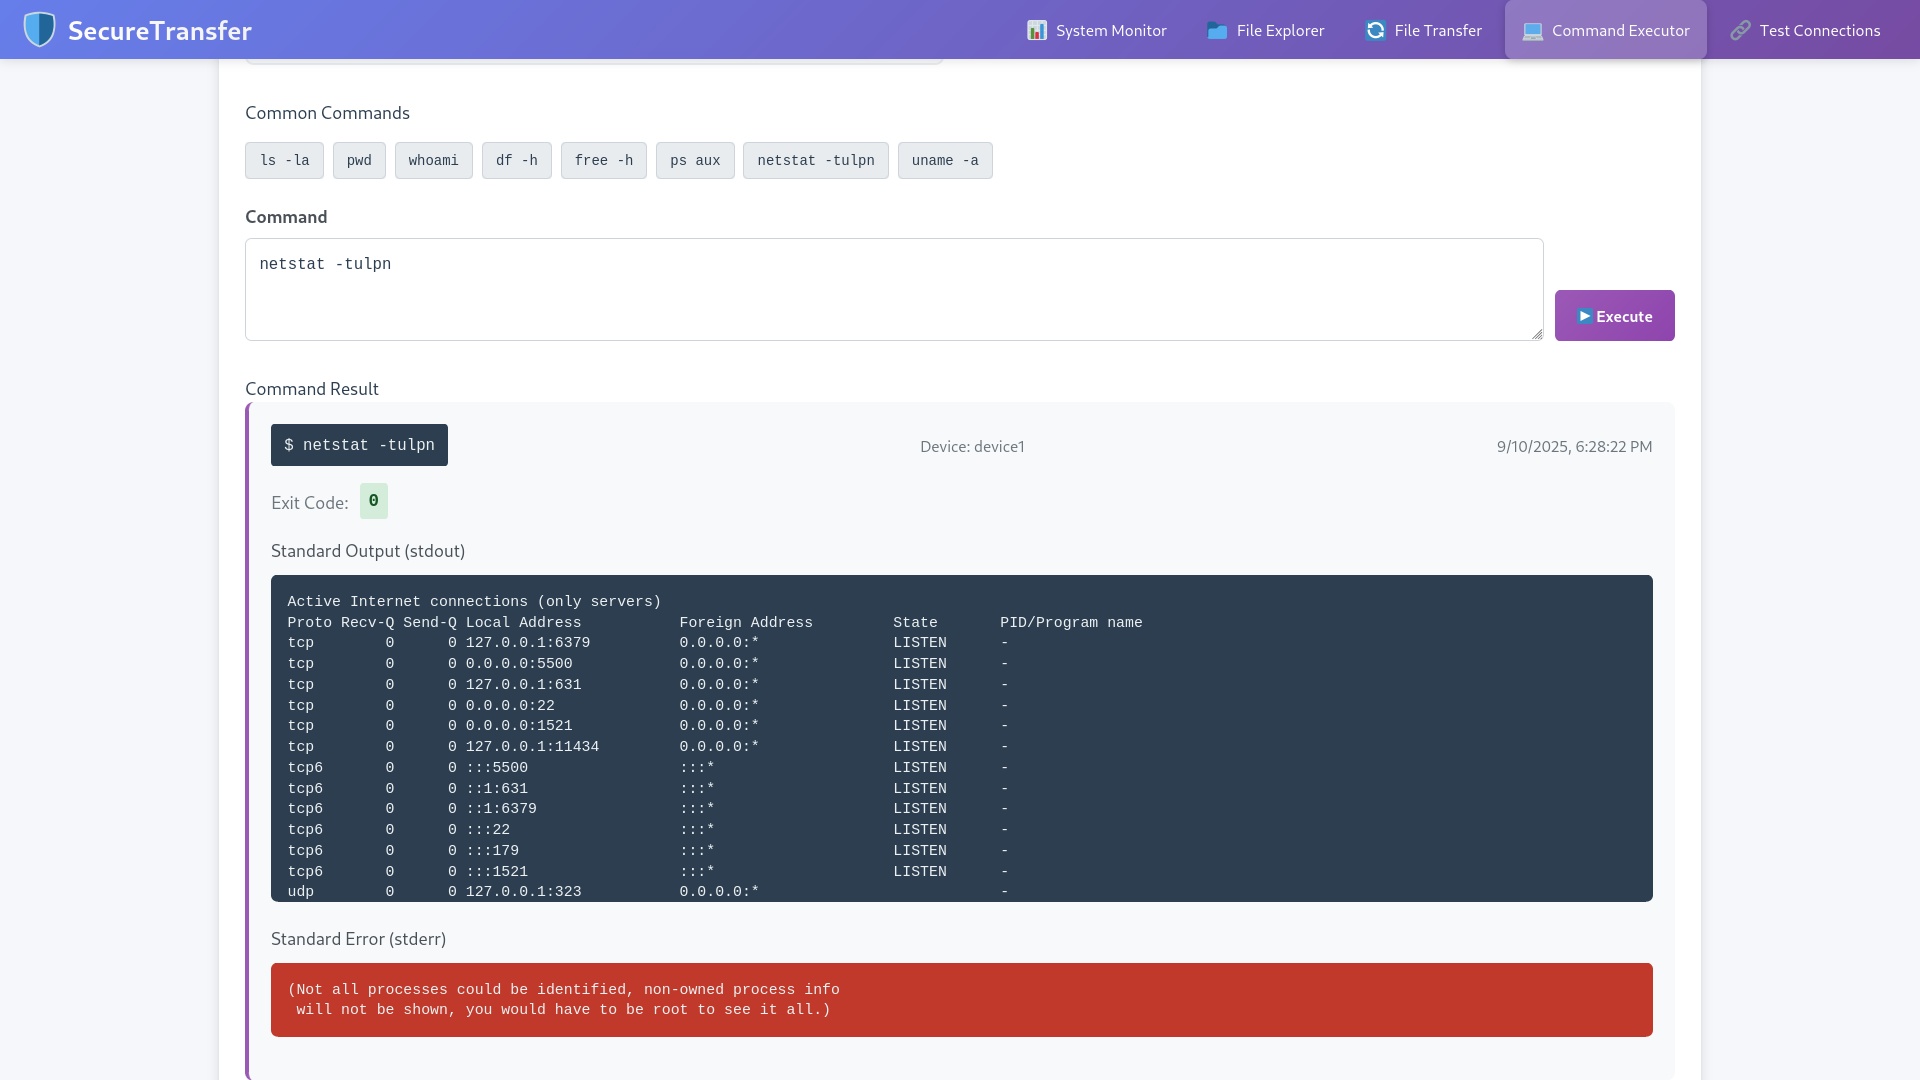 SecureTransfer
System Monitor
File Explorer
File Transfer
Command Executor
Test Connections
Common Commands
ls -la
pwd
whoami
df -h
free -h
ps aux
netstat -tulpn
uname -a
Command
netstat -tulpn
Execute
Command Result
$ netstat -tulpn
Device: device1
9/10/2025, 6:28:22 PM
Exit Code: 0
Standard Output (stdout)
Active Internet connections (only servers)
Proto Recv-Q Send-Q Local Address           Foreign Address         State       PID/Program name
tcp        0      0 127.0.0.1:6379          0.0.0.0:*               LISTEN      -
tcp        0      0 0.0.0.0:5500            0.0.0.0:*               LISTEN      -
tcp        0      0 127.0.0.1:631           0.0.0.0:*               LISTEN      -
tcp        0      0 0.0.0.0:22              0.0.0.0:*               LISTEN      -
tcp        0      0 0.0.0.0:1521            0.0.0.0:*               LISTEN      -
tcp        0      0 127.0.0.1:11434         0.0.0.0:*               LISTEN      -
tcp6       0      0 :::5500                 :::*                    LISTEN      -
tcp6       0      0 ::1:631                 :::*                    LISTEN      -
tcp6       0      0 ::1:6379                :::*                    LISTEN      -
tcp6       0      0 :::22                   :::*                    LISTEN      -
tcp6       0      0 :::179                  :::*                    LISTEN      -
tcp6       0      0 :::1521                 :::*                    LISTEN      -
udp        0      0 127.0.0.1:323           0.0.0.0:*                           -
Standard Error (stderr)
(Not all processes could be identified, non-owned process info
will not be shown, you would have to be root to see it all.)